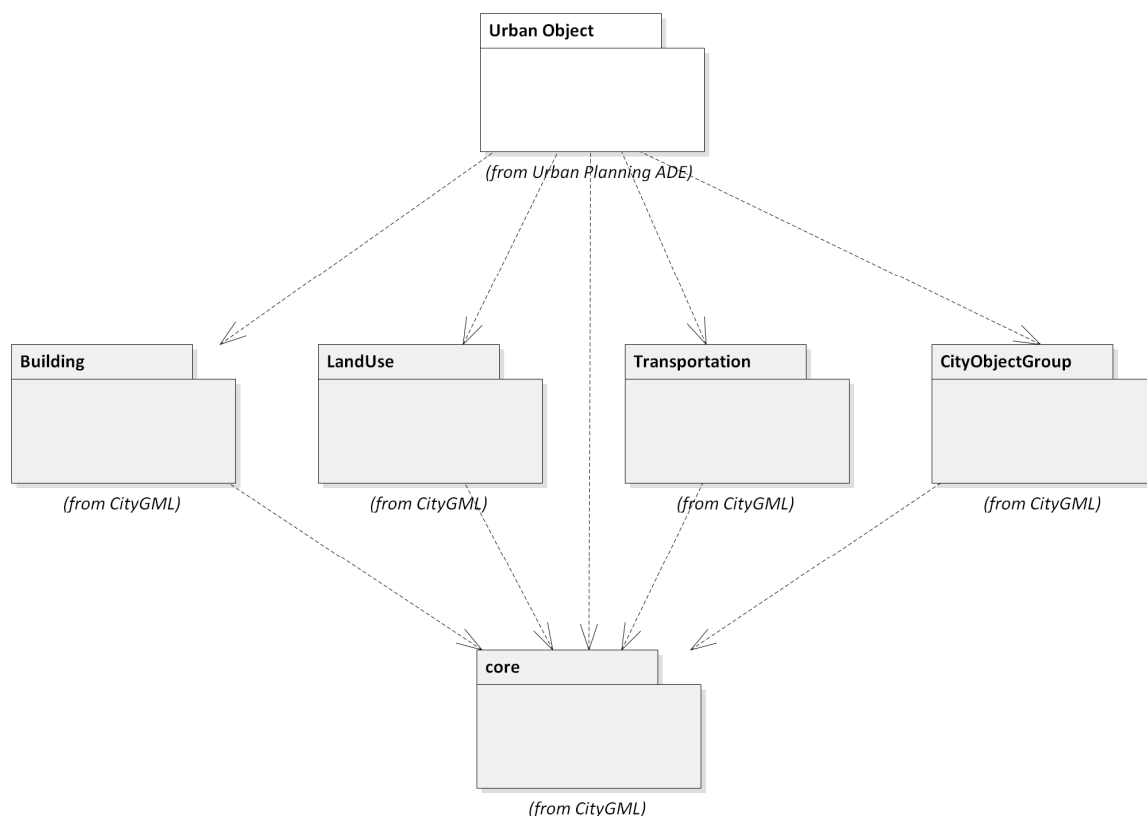 Urban Object
(from Urban Planning ADE)
Building
LandUse
Transportation
CityObjectGroup
(from CityGML)
(from CityGML)
(from CityGML)
(from CityGML)
core
(from CityGML)